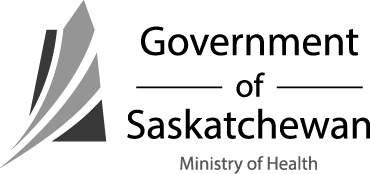 Government
of
Saskatchewan
Ministry of Health